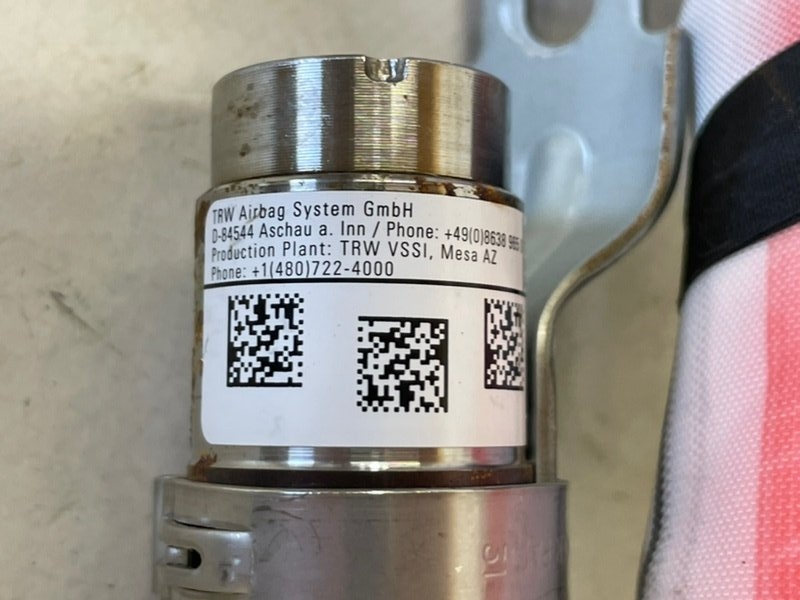 TRW Airbag System GmbH
D-84544 Aschau a. Inn / Phone: +49(0)8638 965
Production Plant: TRW VSSI, Mesa AZ
Phone: +1(480)722-4000